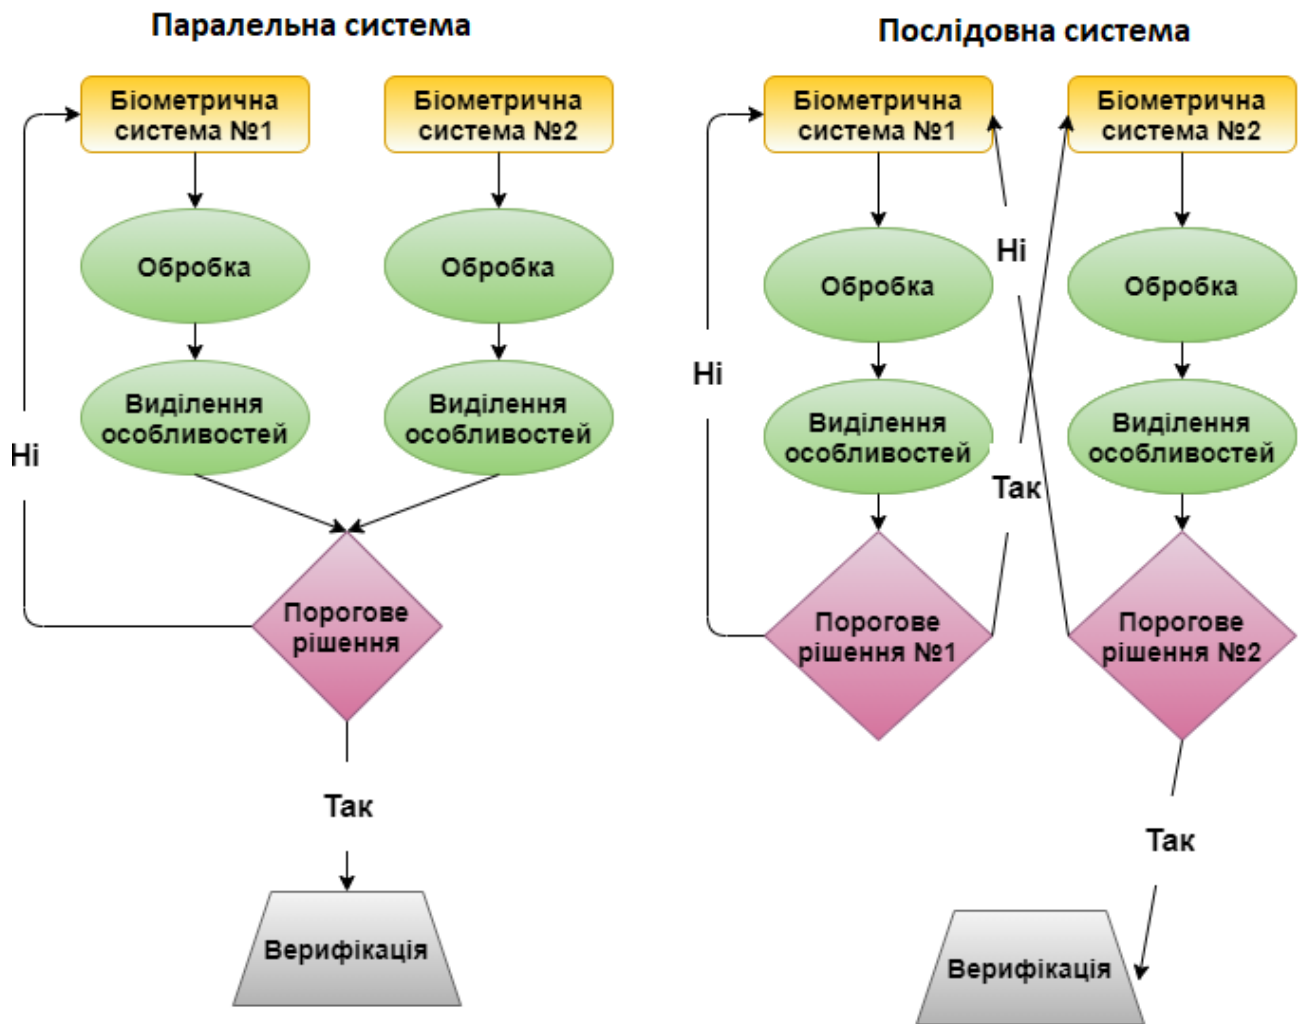 Паралельна система
Біометрична
система №1
Біометрична
система №2
Обробка
Обробка
Виділення
особливостей
Виділення
особливостей
Ні
Порогове
рішення
Так
Верифікація
Послідовна система
Біометрична
система №1
Біометрична
система №2
Ні
Обробка
Обробка
Ні
Виділення
особливостей
Виділення
особливостей
Так
Порогове
рішення №1
Порогове
рішення №2
Так
Верифікація